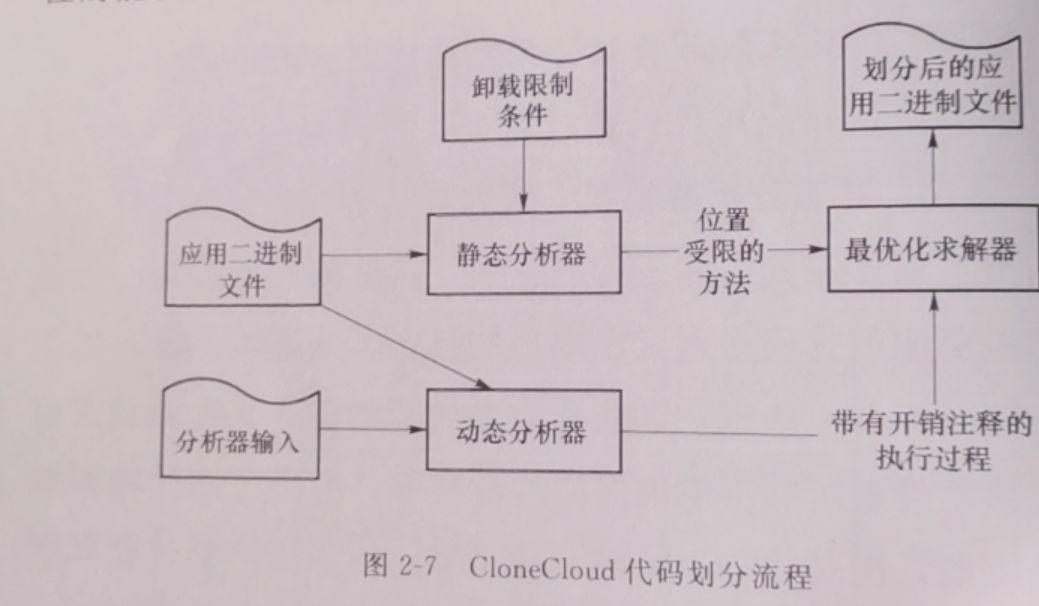 卸载限制
条件
划分后的应
用二进制文件
应用二进制
文件
静态分析器
位置
受限的
方法
最优化求解器
分析器输入
动态分析器
带有开销注释的
执行过程
图 2-7 CloneCloud 代码划分流程